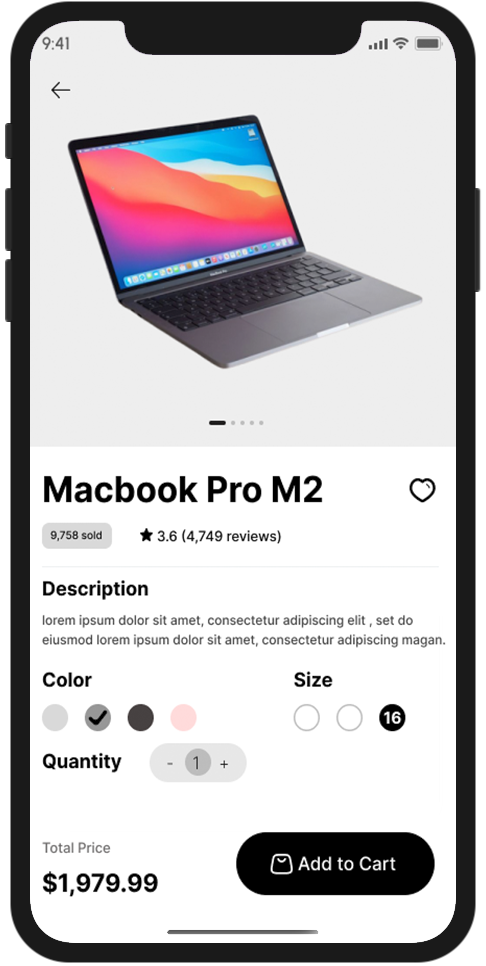 9:41
Macbook Pro M2
9,758 sold
3.6 (4,749 reviews)
Description
lorem ipsum dolor sit amet, consectetur adipiscing elit , set do
eiusmod lorem ipsum dolor sit amet, consectetur adipiscing magan.
Color
Size
16
Quantity
- 1 +
Total Price
$1,979.99
Add to Cart